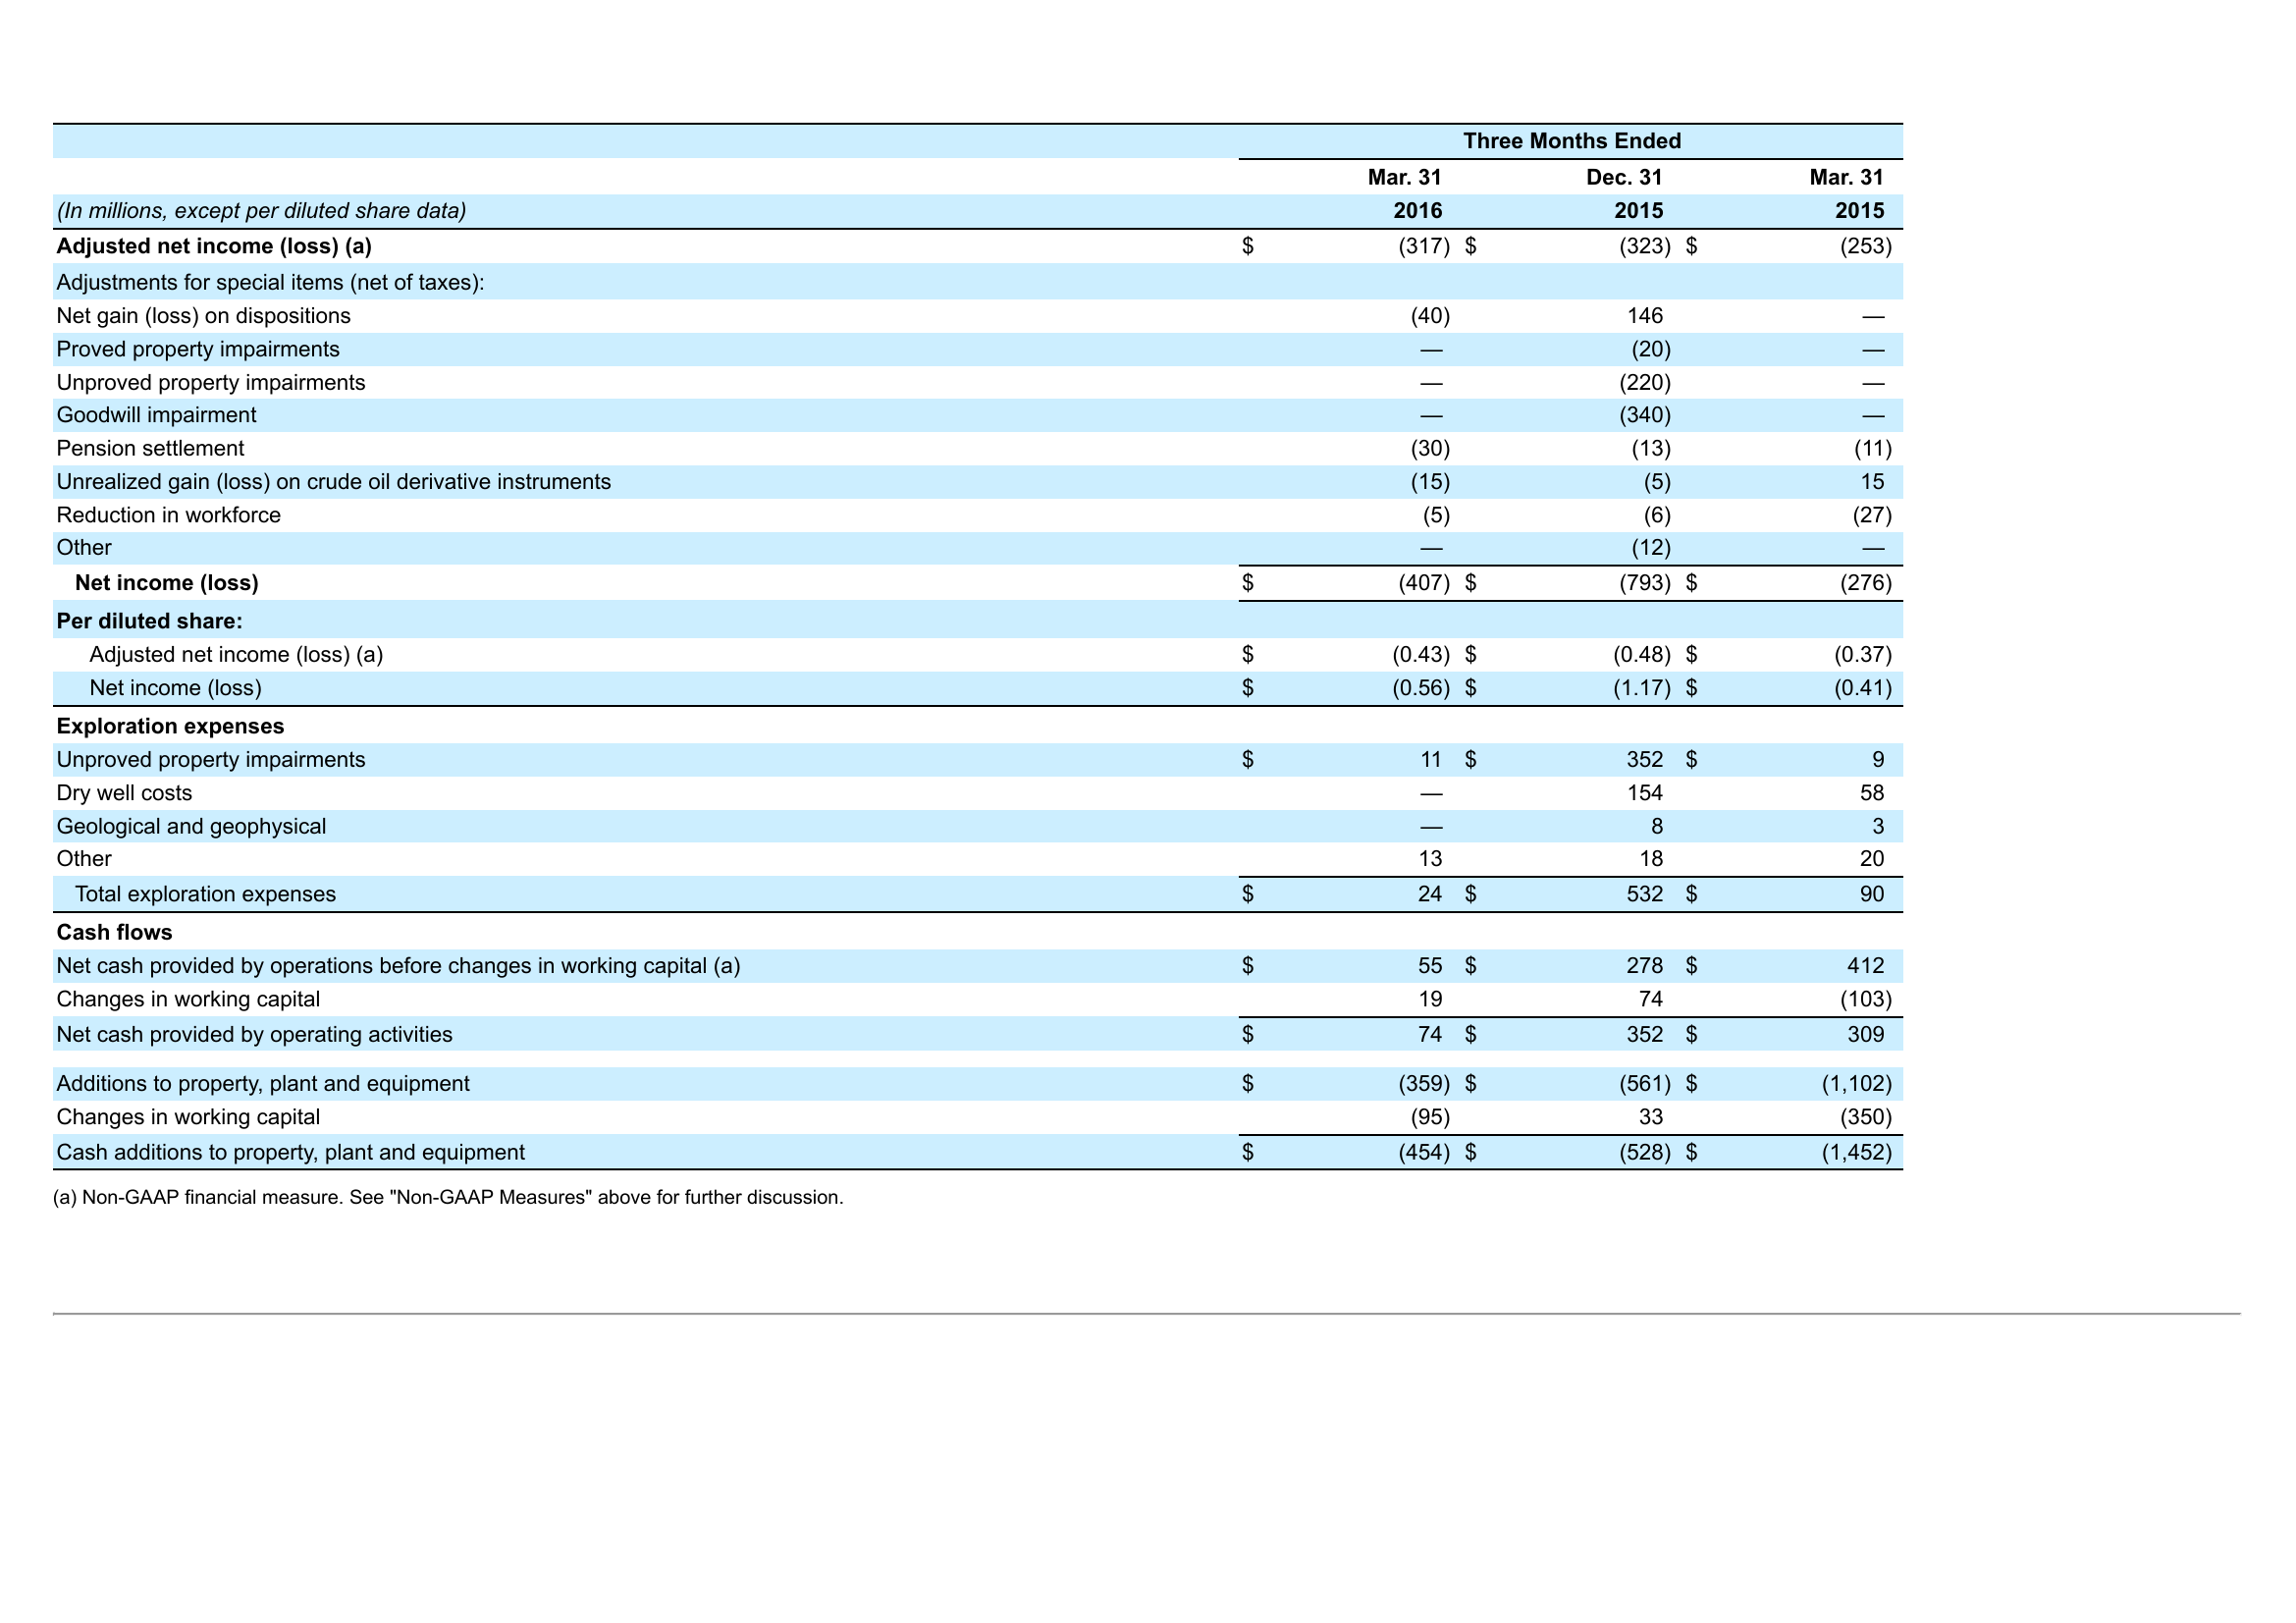 Three Months Ended
Mar. 31 Dec. 31 Mar. 31
(In millions, except per diluted share data) 2016 2015 2015
Adjusted net income (loss) (a) $ (317) $ (323) $ (253)
Adjustments for special items (net of taxes):
Net gain (loss) on dispositions (40) 146 —
Proved property impairments — (20) —
Unproved property impairments — (220) —
Goodwill impairment — (340) —
Pension settlement (30) (13) (11)
Unrealized gain (loss) on crude oil derivative instruments (15) (5) 15
Reduction in workforce (5) (6) (27)
Other — (12) —
Net income (loss) $ (407) $ (793) $ (276)
Per diluted share:
Adjusted net income (loss) (a) $ (0.43) $ (0.48) $ (0.37)
Net income (loss) $ (0.56) $ (1.17) $ (0.41)
Exploration expenses
Unproved property impairments $ 11 $ 352 $ 9
Dry well costs — 154 58
Geological and geophysical — 8 3
Other 13 18 20
Total exploration expenses $ 24 $ 532 $ 90
Cash flows
Net cash provided by operations before changes in working capital (a) $ 55 $ 278 $ 412
Changes in working capital 19 74 (103)
Net cash provided by operating activities $ 74 $ 352 $ 309
Additions to property, plant and equipment $ (359) $ (561) $ (1,102)
Changes in working capital (95) 33 (350)
Cash additions to property, plant and equipment $ (454) $ (528) $ (1,452)
(a) Non-GAAP financial measure. See "Non-GAAP Measures" above for further discussion.